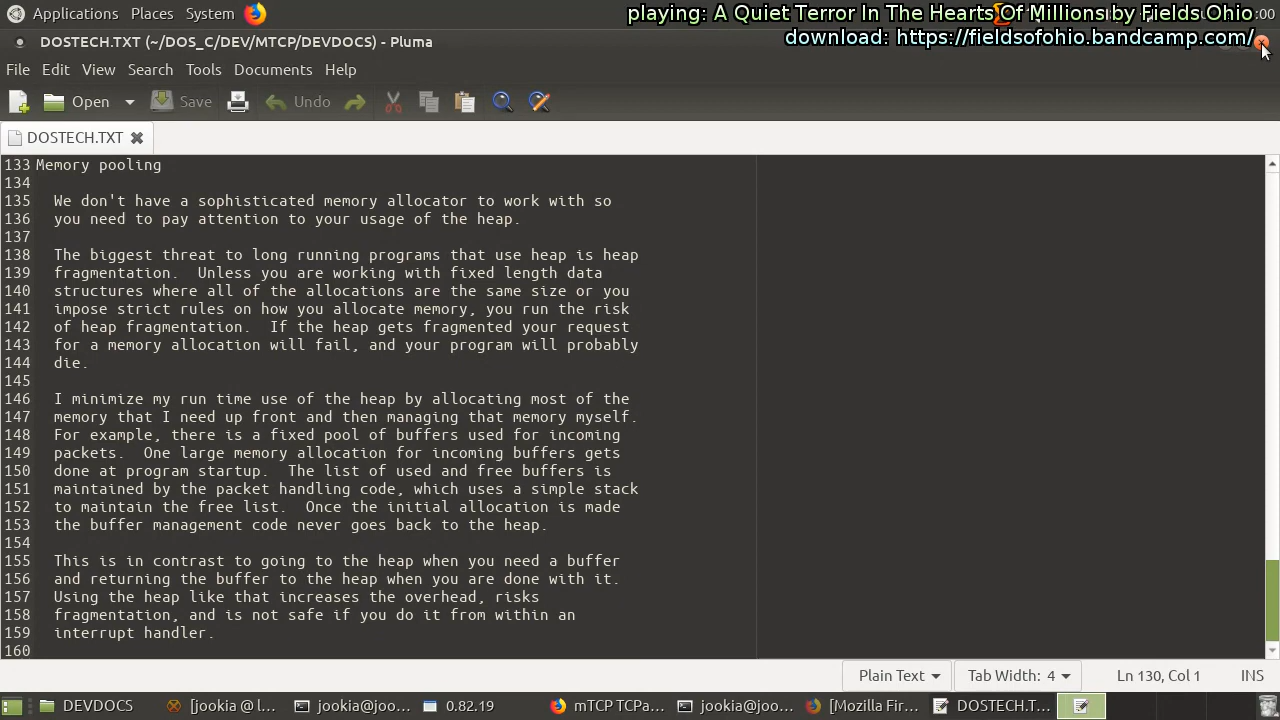 Applications Places System
playing: A Quiet Terror In The Hearts Of Millions by Fields Ohio
:00
DOSTECH.TXT (~/DOS_C/DEV/MTCP/DEVDOCS) - Pluma
download: https://fieldsofohio.bandcamp.com/
File Edit View Search Tools Documents Help
Open Save Undo
DOSTECH.TXT
133 Memory pooling
134
135 We don't have a sophisticated memory allocator to work with so
136 you need to pay attention to your usage of the heap.
137
138 The biggest threat to long running programs that use heap is heap
139 fragmentation.  Unless you are working with fixed length data
140 structures where all of the allocations are the same size or you
141 impose strict rules on how you allocate memory, you run the risk
142 of heap fragmentation.  If the heap gets fragmented your request
143 for a memory allocation will fail, and your program will probably
144 die.
145
146 I minimize my run time use of the heap by allocating most of the
147 memory that I need up front and then managing that memory myself.
148 For example, there is a fixed pool of buffers used for incoming
149 packets.  One large memory allocation for incoming buffers gets
150 done at program startup.  The list of used and free buffers is
151 maintained by the packet handling code, which uses a simple stack
152 to maintain the free list.  Once the initial allocation is made
153 the buffer management code never goes back to the heap.
154
155 This is in contrast to going to the heap when you need a buffer
156 and returning the buffer to the heap when you are done with it.
157 Using the heap like that increases the overhead, risks
158 fragmentation, and is not safe if you do it from within an
159 interrupt handler.
160
Plain Text Tab Width: 4 Ln 130, Col 1 INS
DEVDOCS [jookia @ l... jookia@joo... 0.82.19 mTCP TCPa... jookia@joo... [Mozilla Fir... DOSTECH.T...